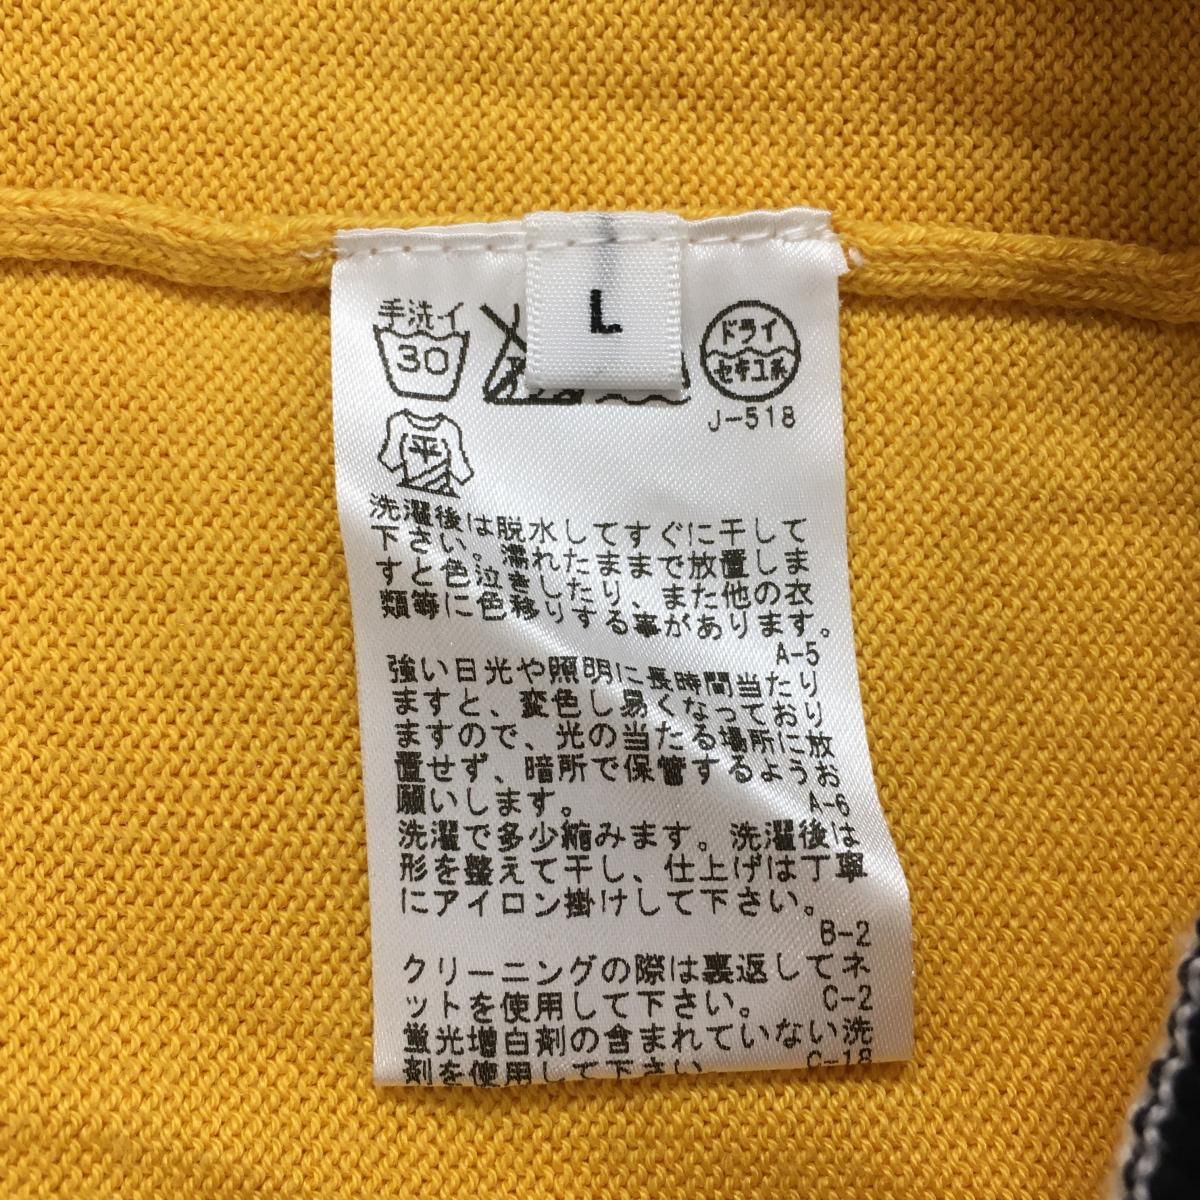 L
手洗イ
30
ドライ
セキユ系
J-518
平
洗濯後は脱水してすぐに干して
下さい。濡れたままで放置しま
すと色泣きしたり、また他の衣
類等に色移りする事があります。
A-5
強い日光や照明に長時間当たり
ますと、変色し易くなっており
ますので、光の当たる場所に放
置せず、暗所で保管するようお
願いします。
A-6
洗濯で多少縮みます。洗濯後は
形を整えて干し、仕上げは丁寧
にアイロン掛けして下さい。
B-2
クリーニングの際は裏返してネ
ットを使用して下さい。 C-2
蛍光増白剤の含まれていない洗
剤を使用して下さい。 C-18